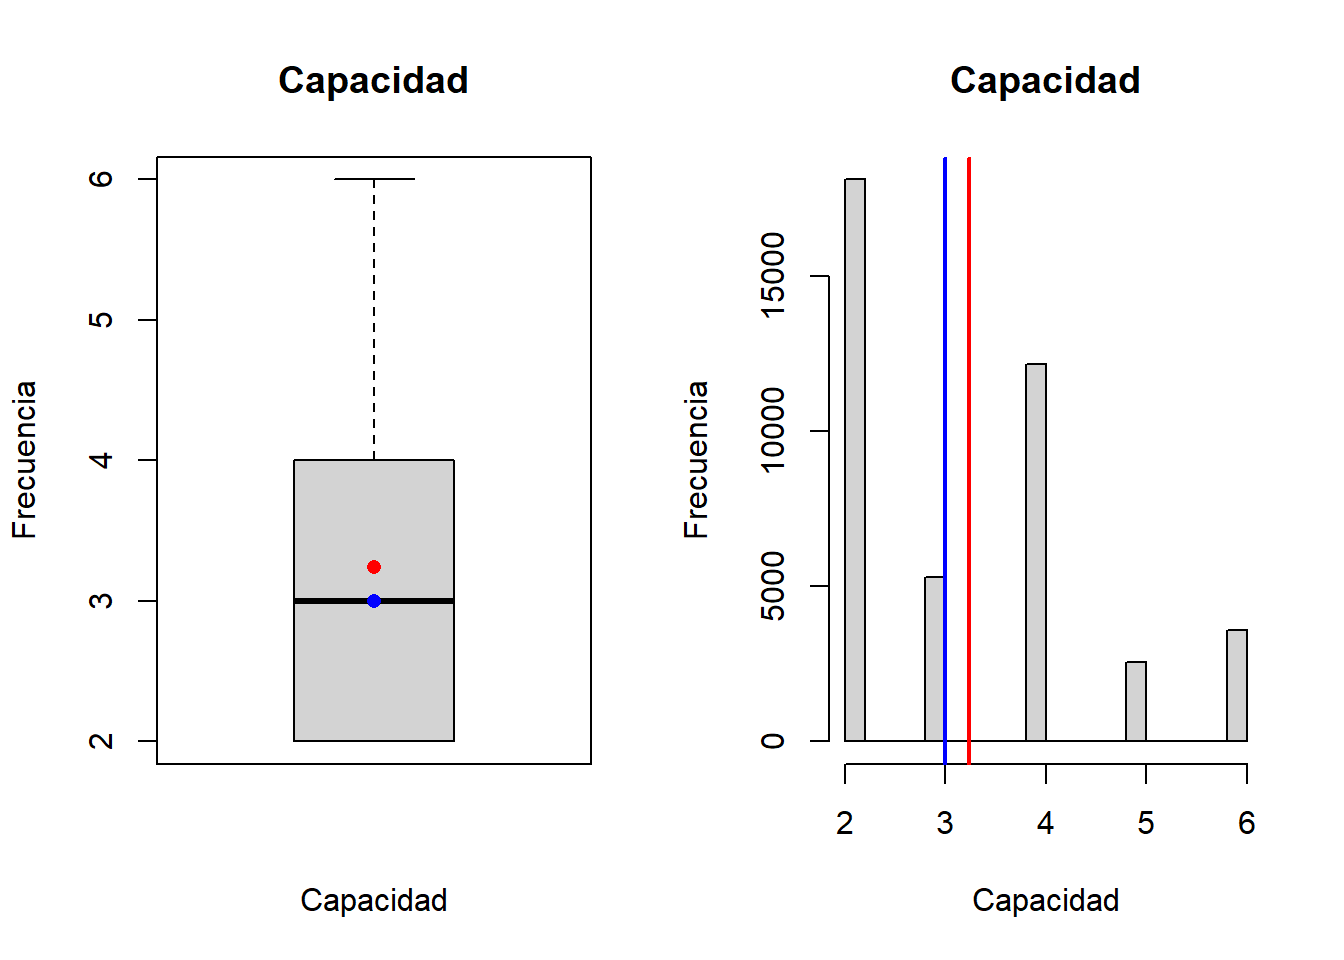 Capacidad
Frecuencia
6
5
4
3
2
Capacidad
Capacidad
Frecuencia
15000
10000
5000
0
2 3 4 5 6
Capacidad